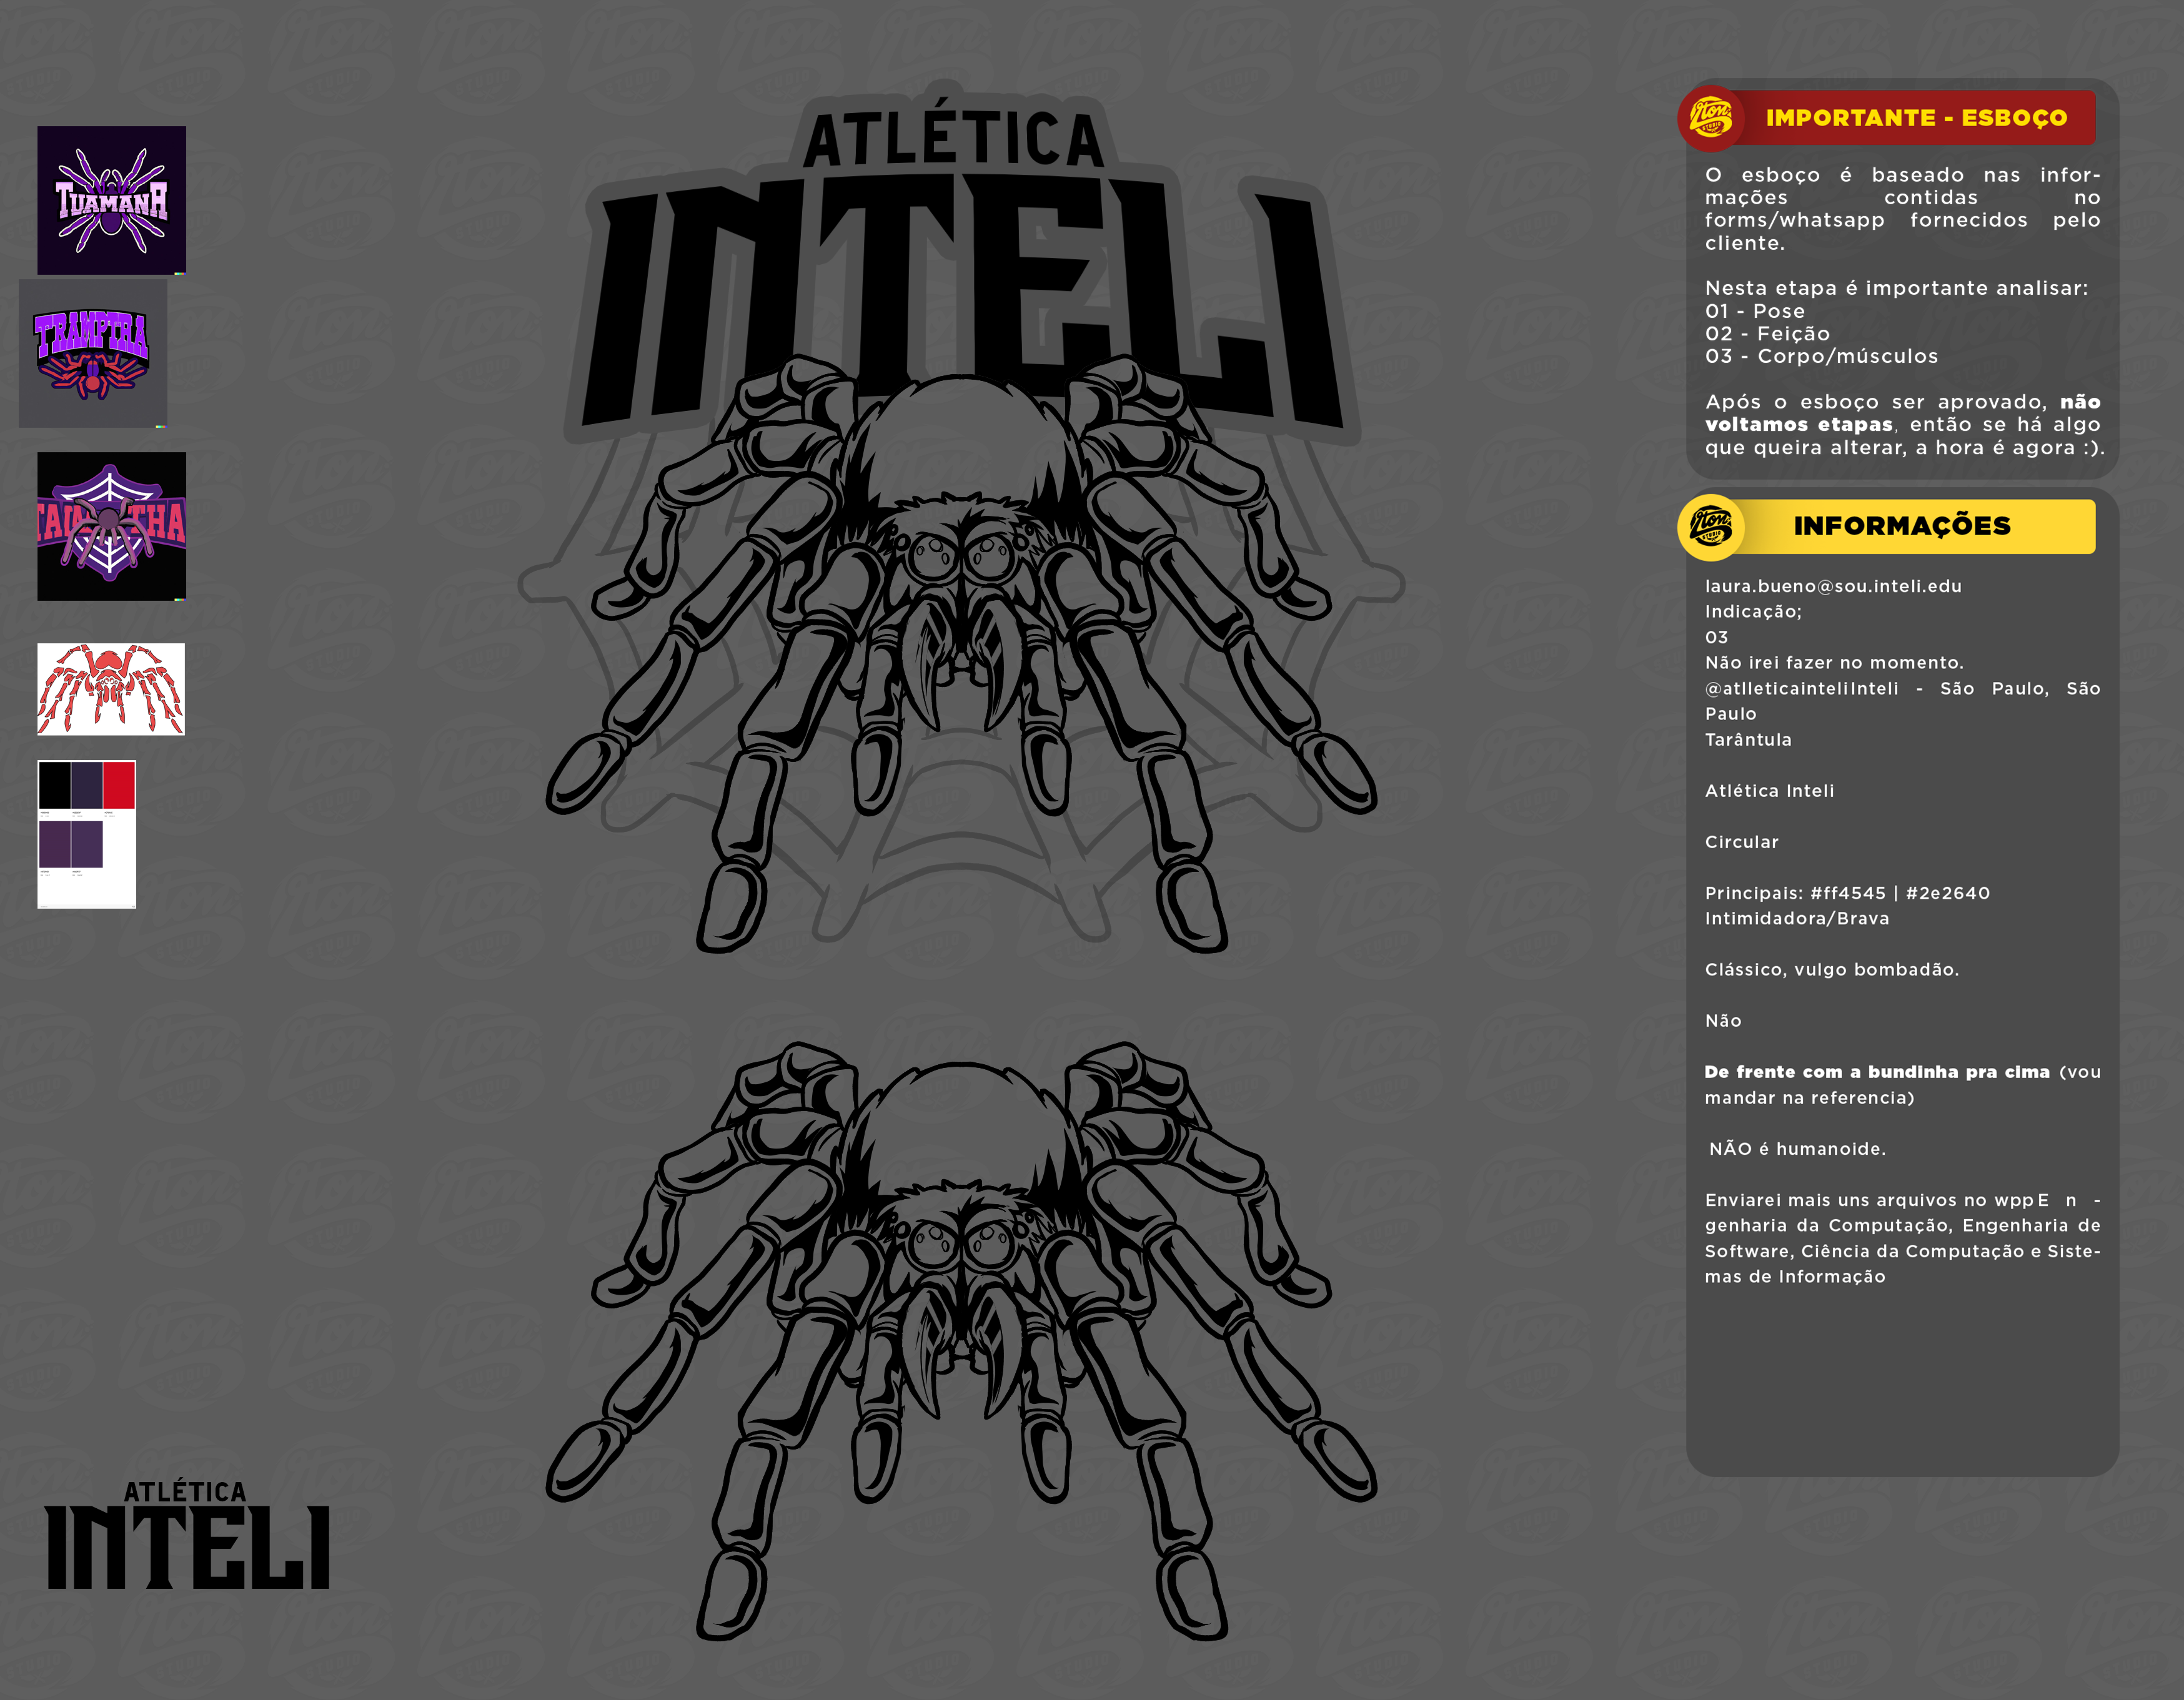 TUAMANA
TRAMPTHA
ATLÉTICA
INTELI
ATLÉTICA
INTELI
IMPORTANTE - ESBOÇO
O esboço é baseado nas infor-
mações contidas no
forms/whatsapp fornecidos pelo
cliente.
Nesta etapa é importante analisar:
01 - Pose
02 - Feição
03 - Corpo/músculos
Após o esboço ser aprovado, não
voltamos etapas, então se há algo
que queira alterar, a hora é agora :).
INFORMAÇÕES
laura.bueno@sou.inteli.edu
Indicação;
03
Não irei fazer no momento.
@atlleticainteliInteli - São Paulo, São
Paulo
Tarântula
Atlética Inteli
Circular
Principais: #ff4545 | #2e2640
Intimidadora/Brava
Clássico, vulgo bombadão.
Não
De frente com a bundinha pra cima (vou
mandar na referencia)
NÃO é humanoide.
Enviarei mais uns arquivos no wppE n -
genharia da Computação, Engenharia de
Software, Ciência da Computação e Siste-
mas de Informação